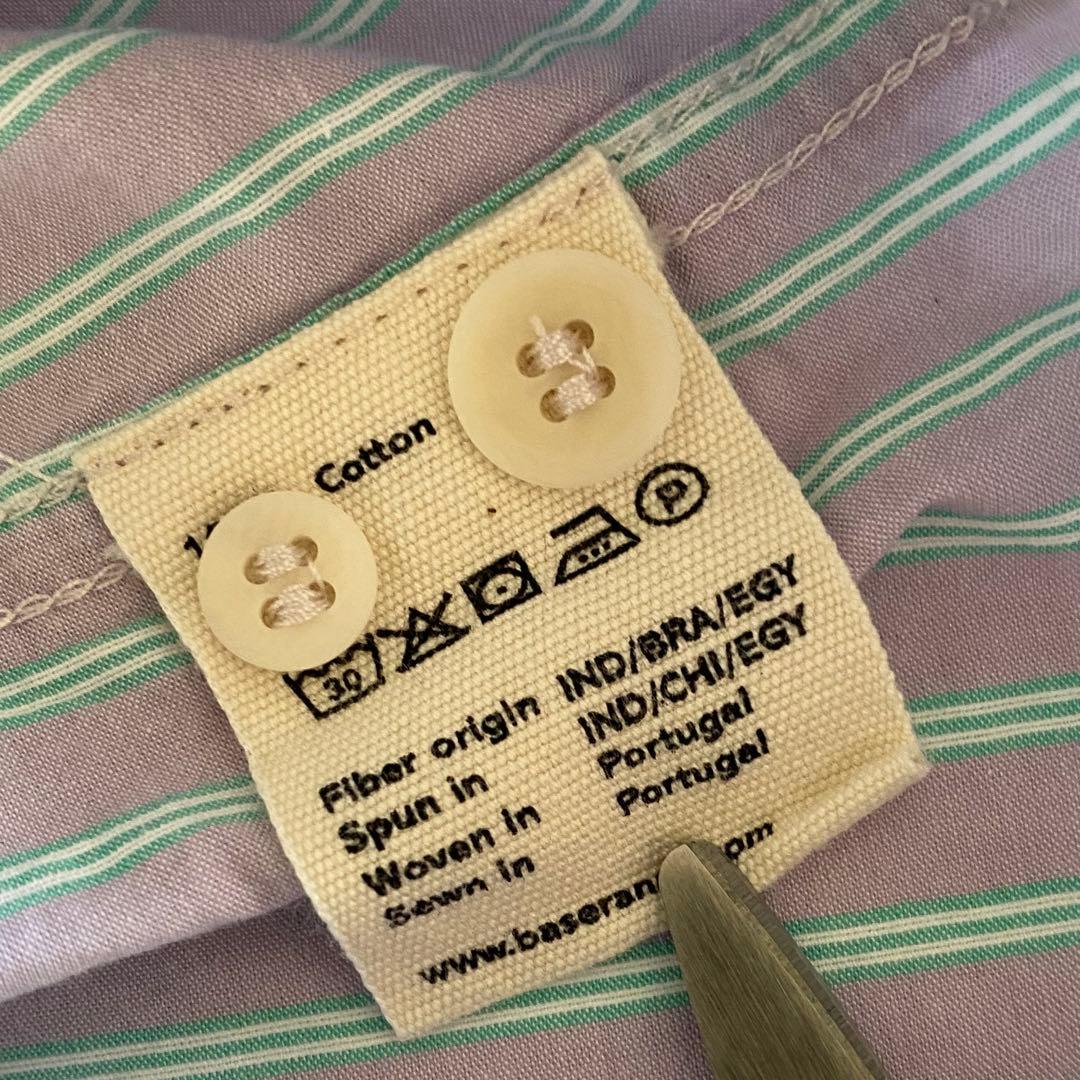 Cotton
30
P
Fiber origin IND/BRA/EGY
Spun in IND/CHI/EGY
Woven in Portugal
Sewn in Portugal